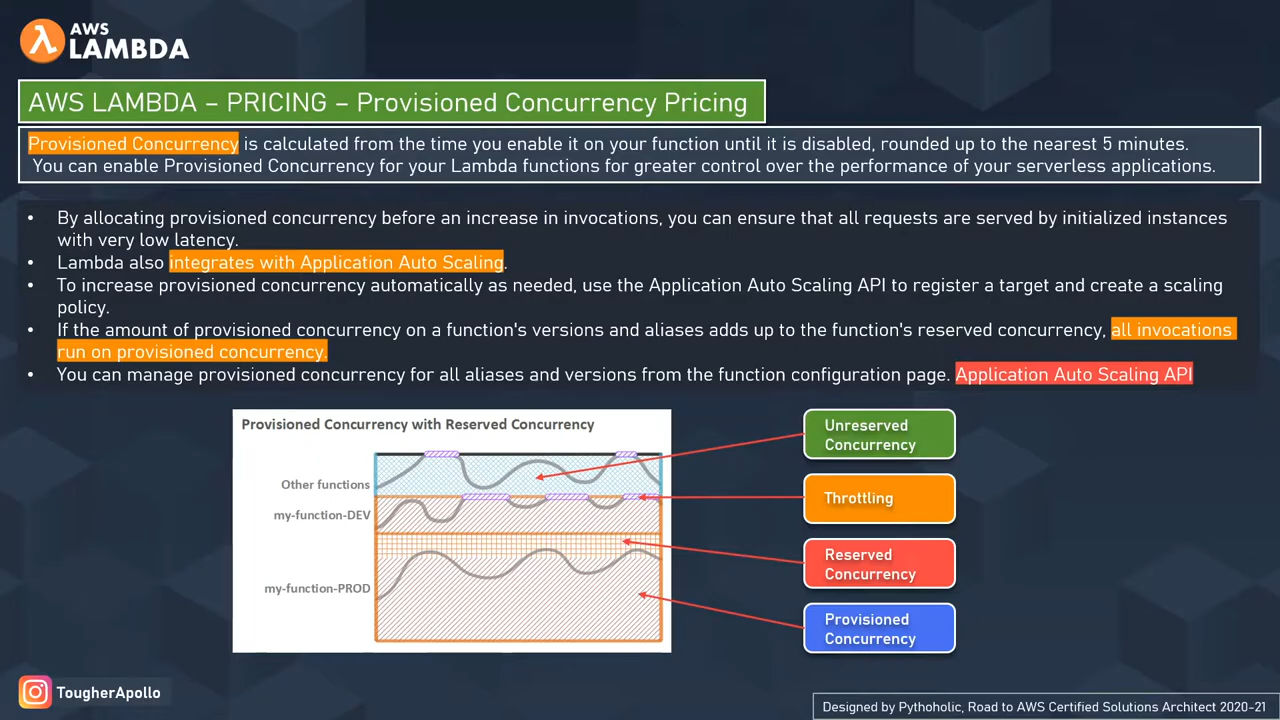 AWS
LAMBDA
AWS LAMBDA – PRICING – Provisioned Concurrency Pricing
Provisioned Concurrency is calculated from the time you enable it on your function until it is disabled, rounded up to the nearest 5 minutes.
You can enable Provisioned Concurrency for your Lambda functions for greater control over the performance of your serverless applications.
• By allocating provisioned concurrency before an increase in invocations, you can ensure that all requests are served by initialized instances
with very low latency.
• Lambda also integrates with Application Auto Scaling.
• To increase provisioned concurrency automatically as needed, use the Application Auto Scaling API to register a target and create a scaling
policy.
• If the amount of provisioned concurrency on a function's versions and aliases adds up to the function's reserved concurrency, all invocations
run on provisioned concurrency.
• You can manage provisioned concurrency for all aliases and versions from the function configuration page. Application Auto Scaling API
Provisioned Concurrency with Reserved Concurrency
Other functions
my-function-DEV
my-function-PROD
Unreserved
Concurrency
Throttling
Reserved
Concurrency
Provisioned
Concurrency
TougherApollo
Designed by Pythoholic, Road to AWS Certified Solutions Architect 2020-21